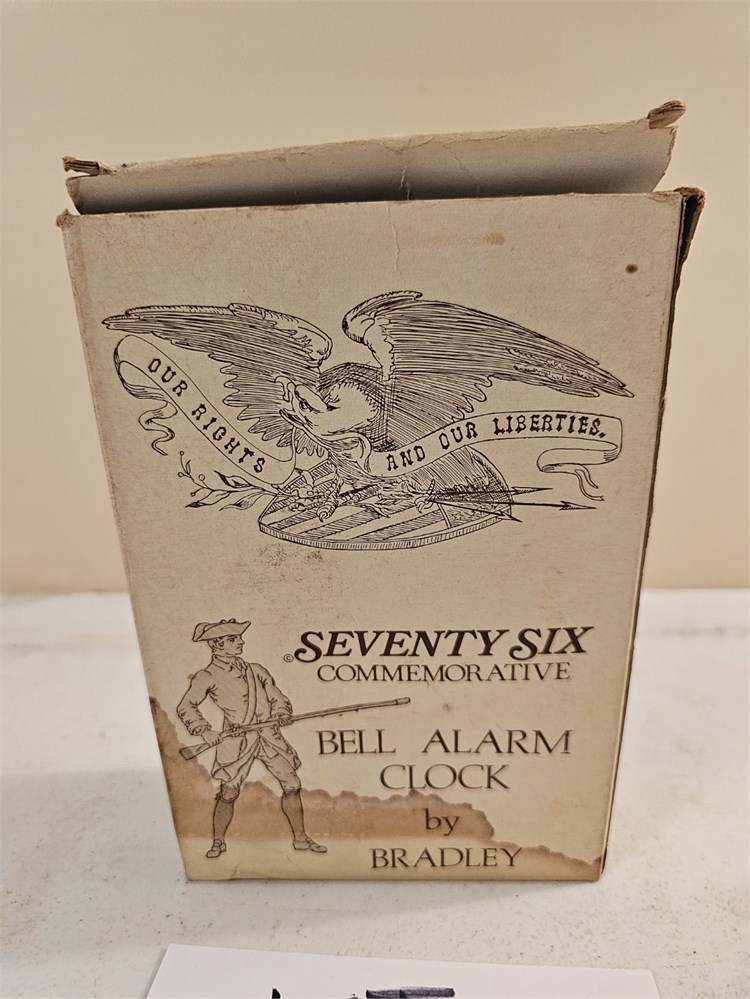 OUR RIGHTS
AND OUR LIBERTIES.
© SEVENTY SIX
COMMEMORATIVE
BELL ALARM
CLOCK
by
BRADLEY